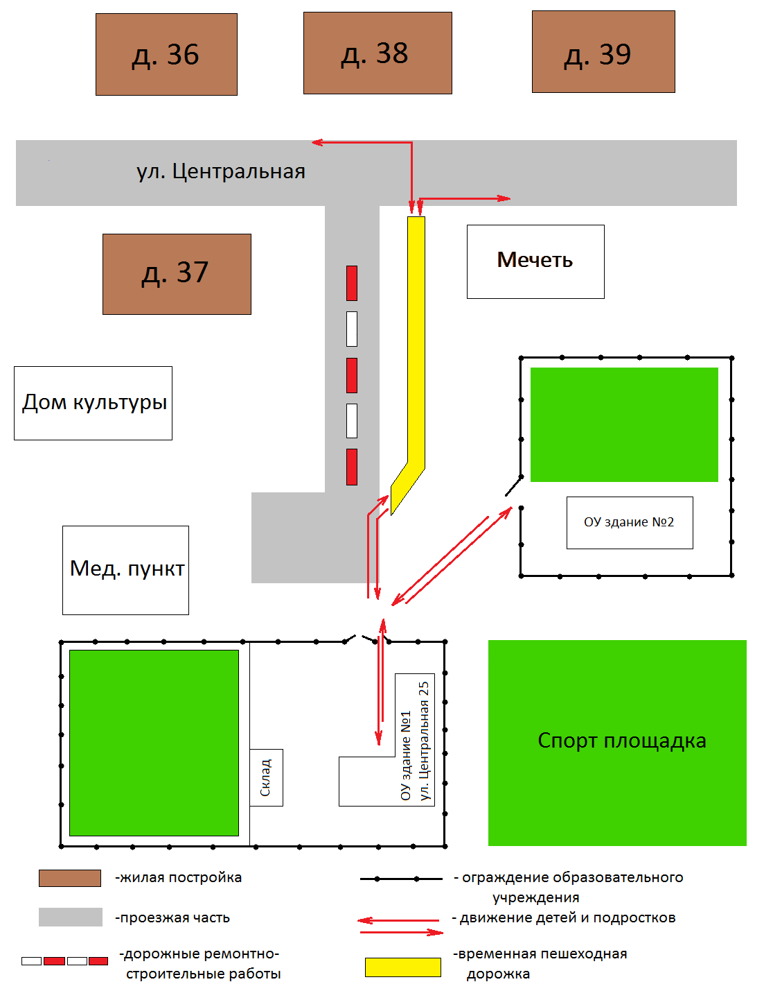 д. 36
д. 38
д. 39
ул. Центральная
Мечеть
д. 37
Дом культуры
ОУ здание №2
Мед. пункт
Склад
ОУ здание №1
ул. Центральная 25
Спорт площадка
-жилая постройка
- ограждение образовательного
учреждения
-проезжая часть
- движение детей и подростков
-дорожные ремонтно-
строительные работы
-временная пешеходная
дорожка